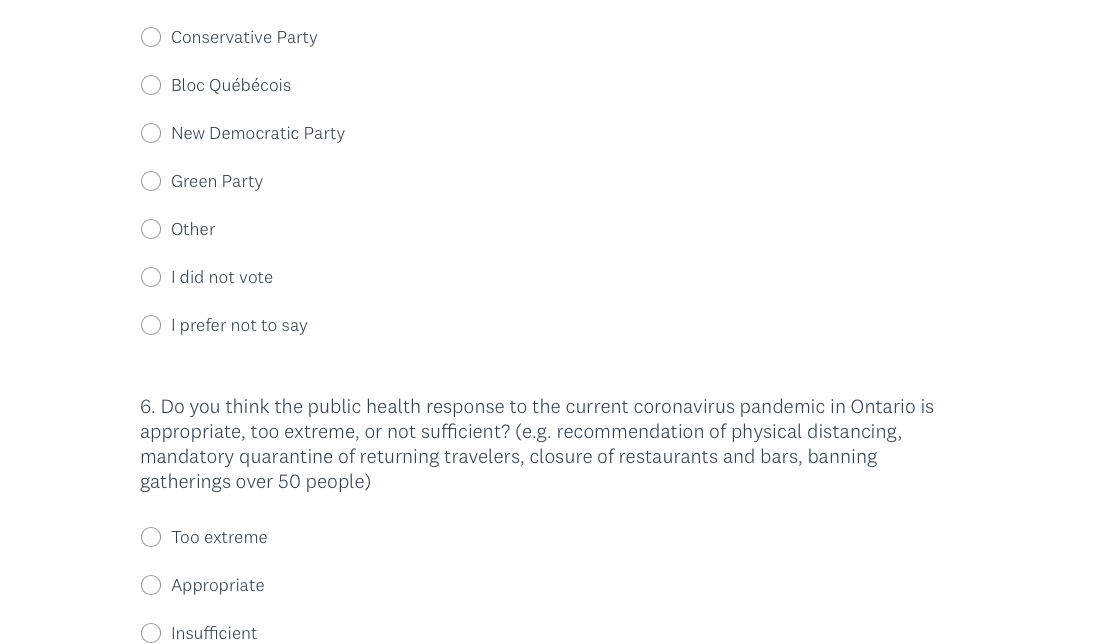 Conservative Party
Bloc Québécois
New Democratic Party
Green Party
Other
I did not vote
I prefer not to say
6. Do you think the public health response to the current coronavirus pandemic in Ontario is
appropriate, too extreme, or not sufficient? (e.g. recommendation of physical distancing,
mandatory quarantine of returning travelers, closure of restaurants and bars, banning
gatherings over 50 people)
Too extreme
Appropriate
Insufficient